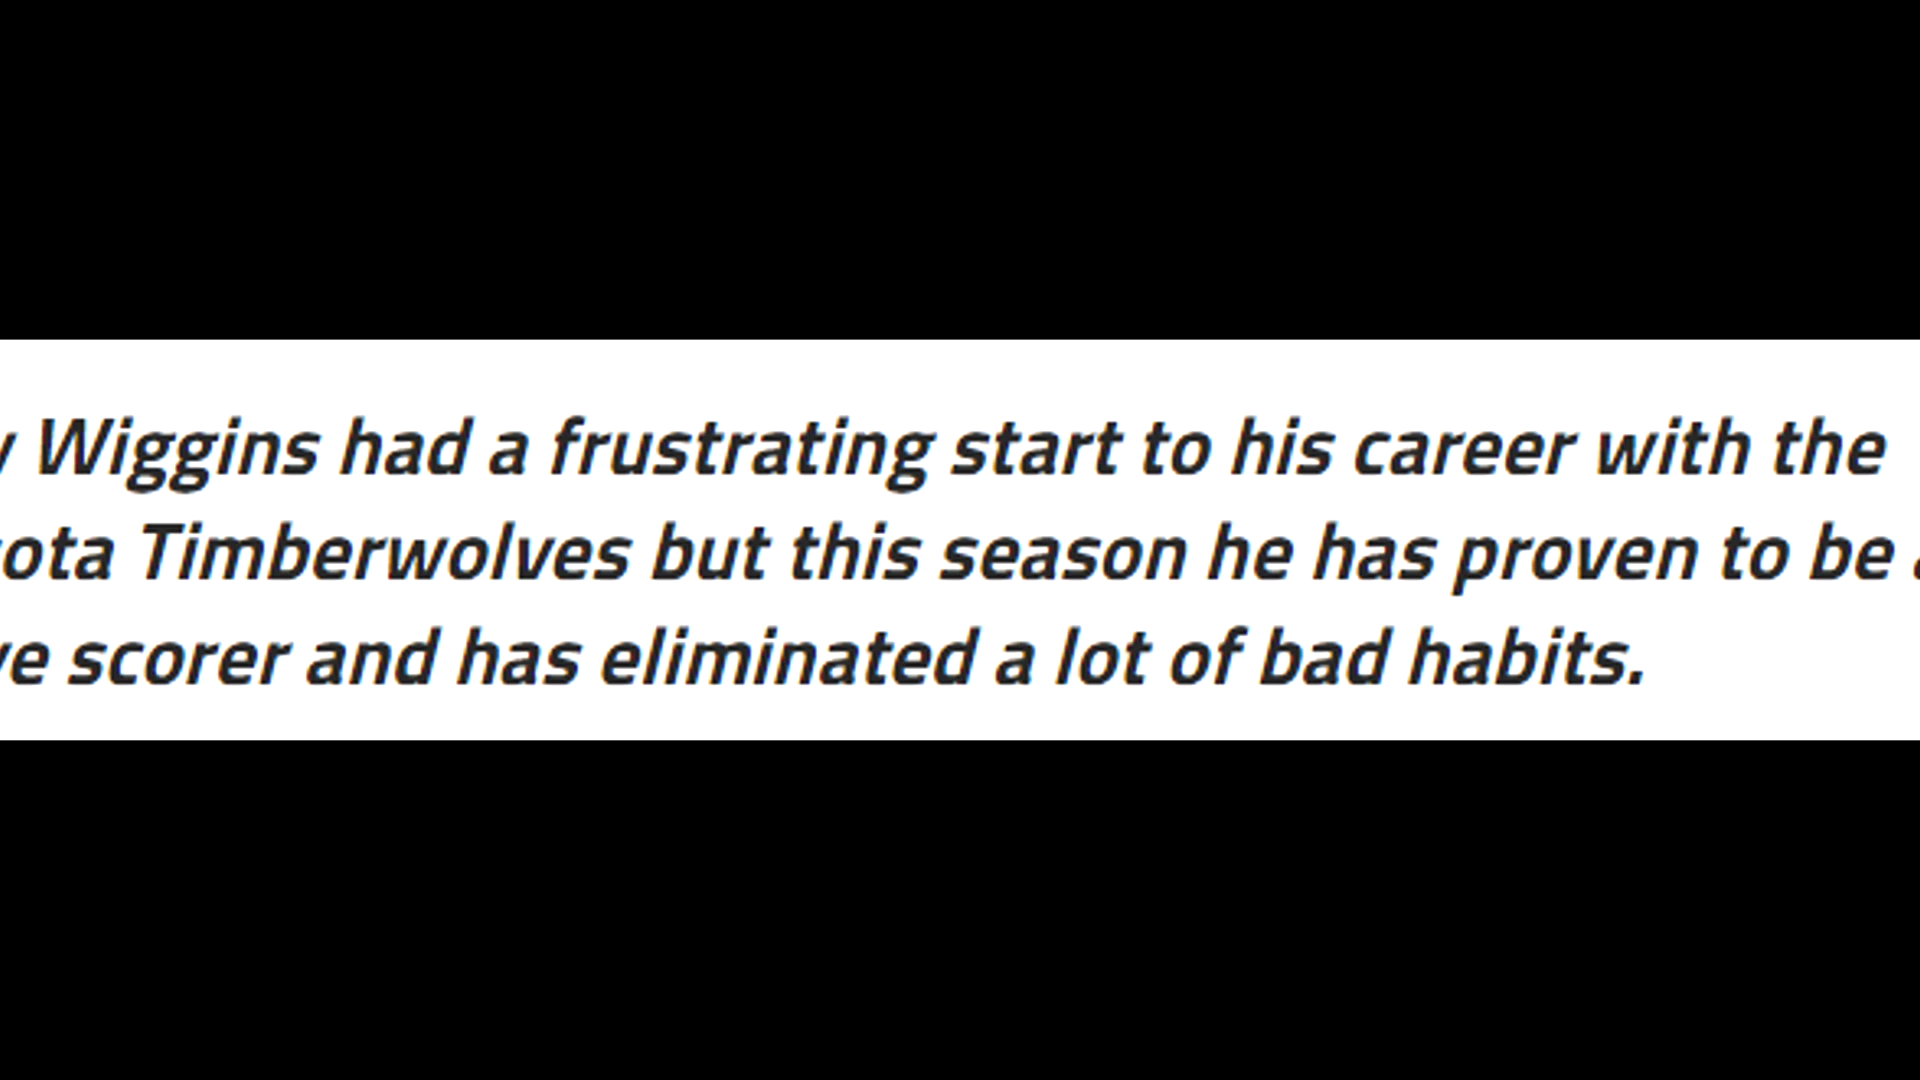 Wiggins had a frustrating start to his career with the
Timberwolves but this season he has proven to be
scorer and has eliminated a lot of bad habits.